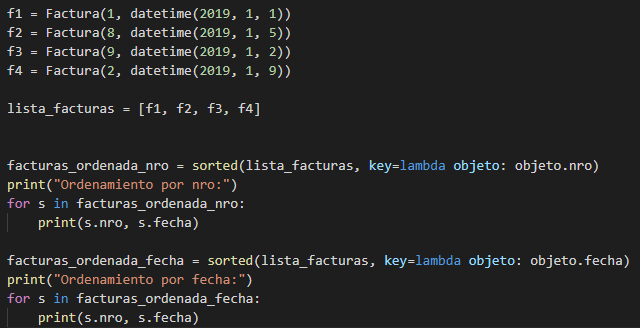 f1 = Factura(1, datetime(2019, 1, 1))
f2 = Factura(8, datetime(2019, 1, 5))
f3 = Factura(9, datetime(2019, 1, 2))
f4 = Factura(2, datetime(2019, 1, 9))
lista_facturas = [f1, f2, f3, f4]
facturas_ordenada_nro = sorted(lista_facturas, key=lambda objeto: objeto.nro)
print("Ordenamiento por nro:")
for s in facturas_ordenada_nro:
    print(s.nro, s.fecha)
facturas_ordenada_fecha = sorted(lista_facturas, key=lambda objeto: objeto.fecha)
print("Ordenamiento por fecha:")
for s in facturas_ordenada_fecha:
    print(s.nro, s.fecha)